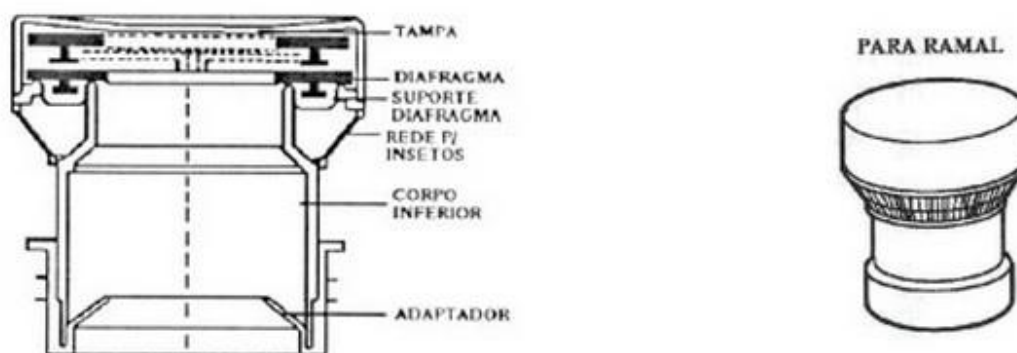 TAMPA
DIAFRAGMA
SUPORTE
DIAFRAGMA
REDE P/
INSETOS
CORPO
INFERIOR
ADAPTADOR
PARA RAMAL